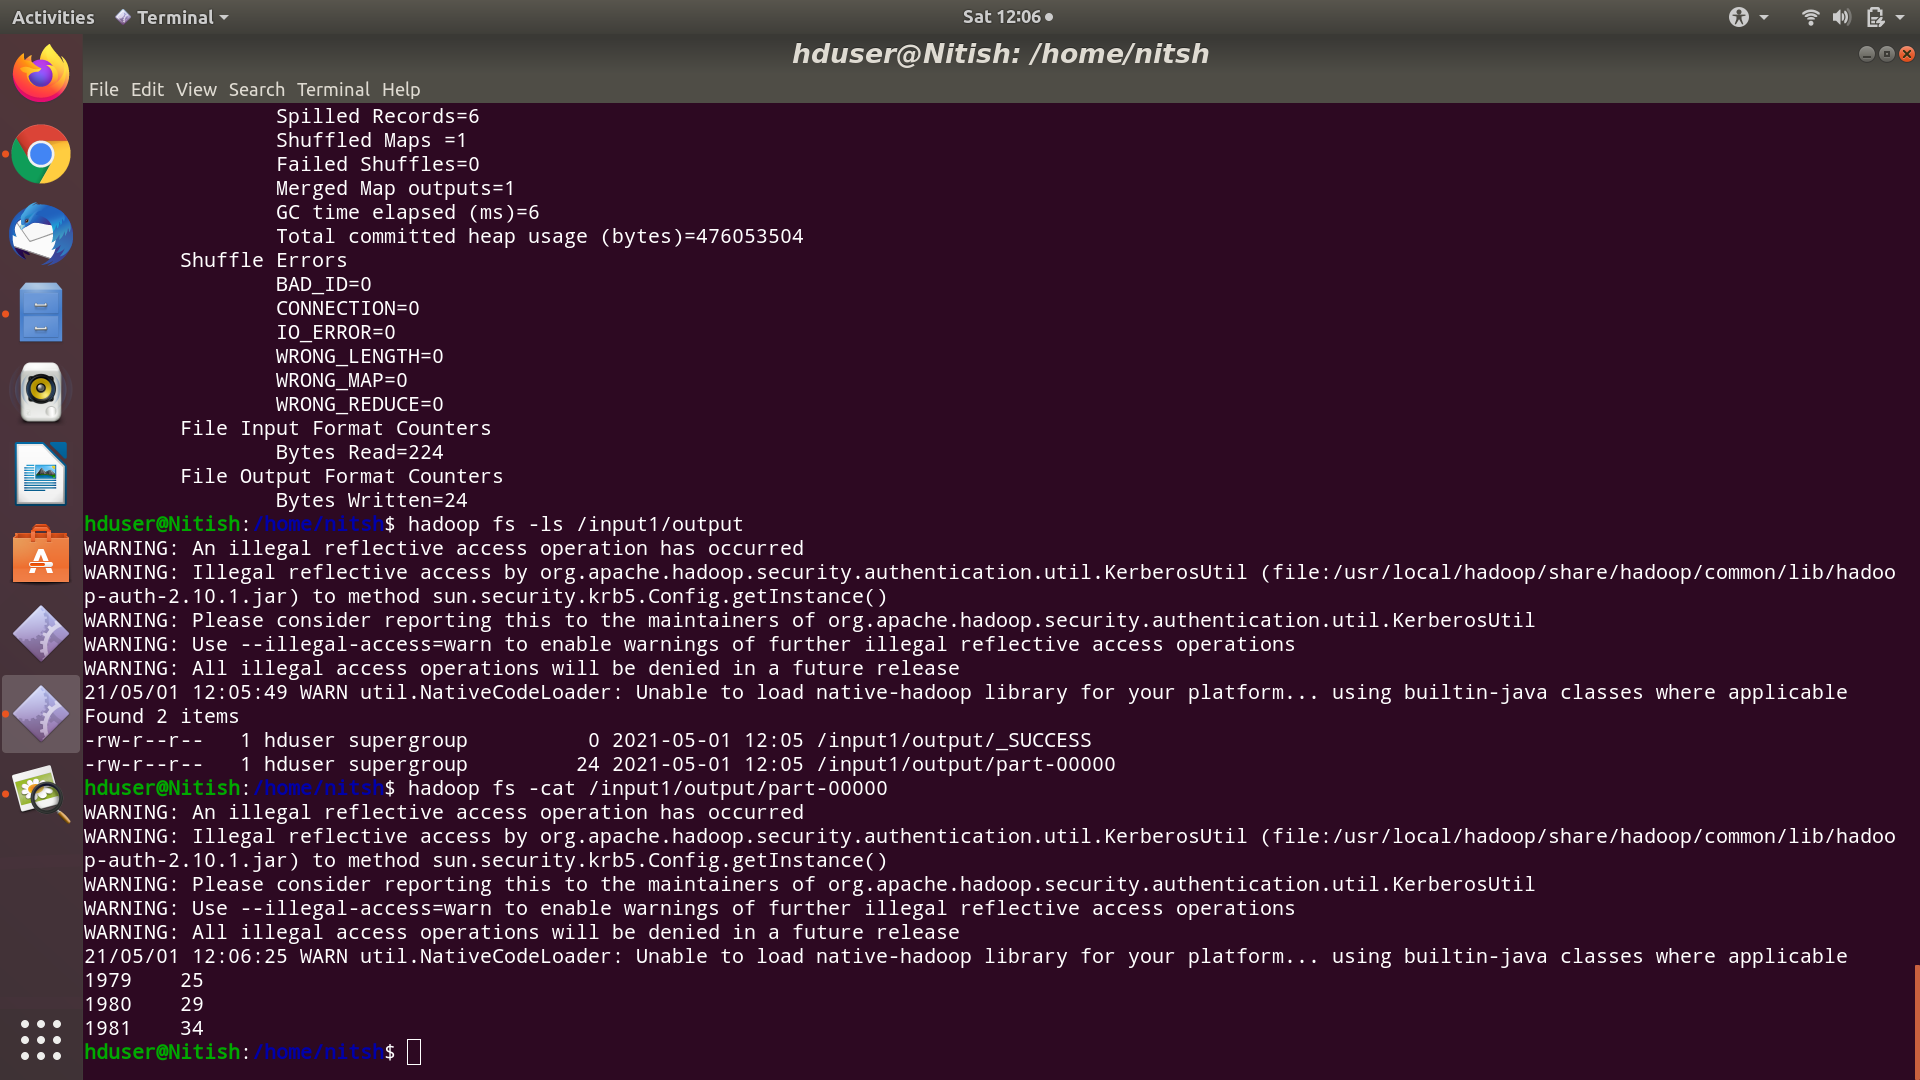 Activities Terminal Sat 12:06
hduser@Nitish: /home/nitsh
File Edit View Search Terminal Help
Spilled Records=6
Shuffled Maps =1
Failed Shuffles=0
Merged Map outputs=1
GC time elapsed (ms)=6
Total committed heap usage (bytes)=476053504
Shuffle Errors
BAD_ID=0
CONNECTION=0
IO_ERROR=0
WRONG_LENGTH=0
WRONG_MAP=0
WRONG_REDUCE=0
File Input Format Counters
Bytes Read=224
File Output Format Counters
Bytes Written=24
hduser@Nitish:/home/nitsh$ hadoop fs -ls /input1/output
WARNING: An illegal reflective access operation has occurred
WARNING: Illegal reflective access by org.apache.hadoop.security.authentication.util.KerberosUtil (file:/usr/local/hadoop/share/hadoop/common/lib/hadoo
p-auth-2.10.1.jar) to method sun.security.krb5.Config.getInstance()
WARNING: Please consider reporting this to the maintainers of org.apache.hadoop.security.authentication.util.KerberosUtil
WARNING: Use --illegal-access=warn to enable warnings of further illegal reflective access operations
WARNING: All illegal access operations will be denied in a future release
21/05/01 12:05:49 WARN util.NativeCodeLoader: Unable to load native-hadoop library for your platform... using builtin-java classes where applicable
Found 2 items
-rw-r--r--   1 hduser supergroup          0 2021-05-01 12:05 /input1/output/_SUCCESS
-rw-r--r--   1 hduser supergroup         24 2021-05-01 12:05 /input1/output/part-00000
hduser@Nitish:/home/nitsh$ hadoop fs -cat /input1/output/part-00000
WARNING: An illegal reflective access operation has occurred
WARNING: Illegal reflective access by org.apache.hadoop.security.authentication.util.KerberosUtil (file:/usr/local/hadoop/share/hadoop/common/lib/hadoo
p-auth-2.10.1.jar) to method sun.security.krb5.Config.getInstance()
WARNING: Please consider reporting this to the maintainers of org.apache.hadoop.security.authentication.util.KerberosUtil
WARNING: Use --illegal-access=warn to enable warnings of further illegal reflective access operations
WARNING: All illegal access operations will be denied in a future release
21/05/01 12:06:25 WARN util.NativeCodeLoader: Unable to load native-hadoop library for your platform... using builtin-java classes where applicable
1979    25
1980    29
1981    34
hduser@Nitish:/home/nitsh$